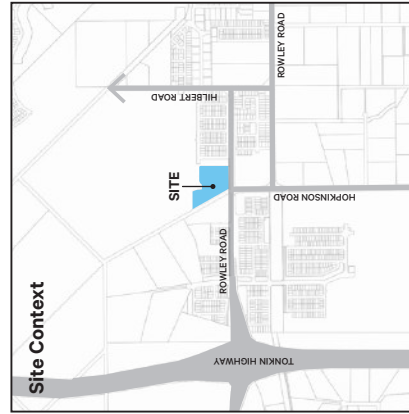 Site Context
SITE
HILBERT ROAD
ROWLEY ROAD
ROWLEY ROAD
HOPKINSON ROAD
TONKIN HIGHWAY